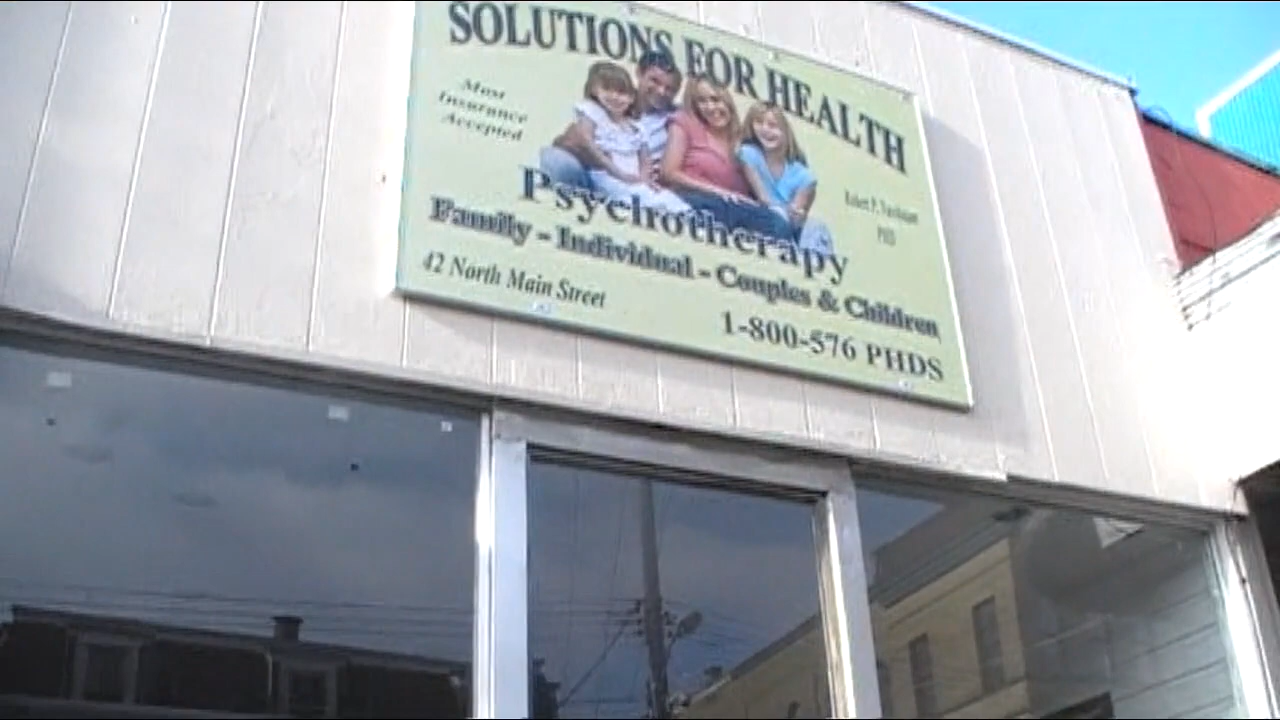 SOLUTIONS FOR HEALTH
Most
Insurance
Accepted
Robert P.
PHD
Psychotherapy
Family - Individual - Couples & Children
42 North Main Street
1-800-576 PHDS